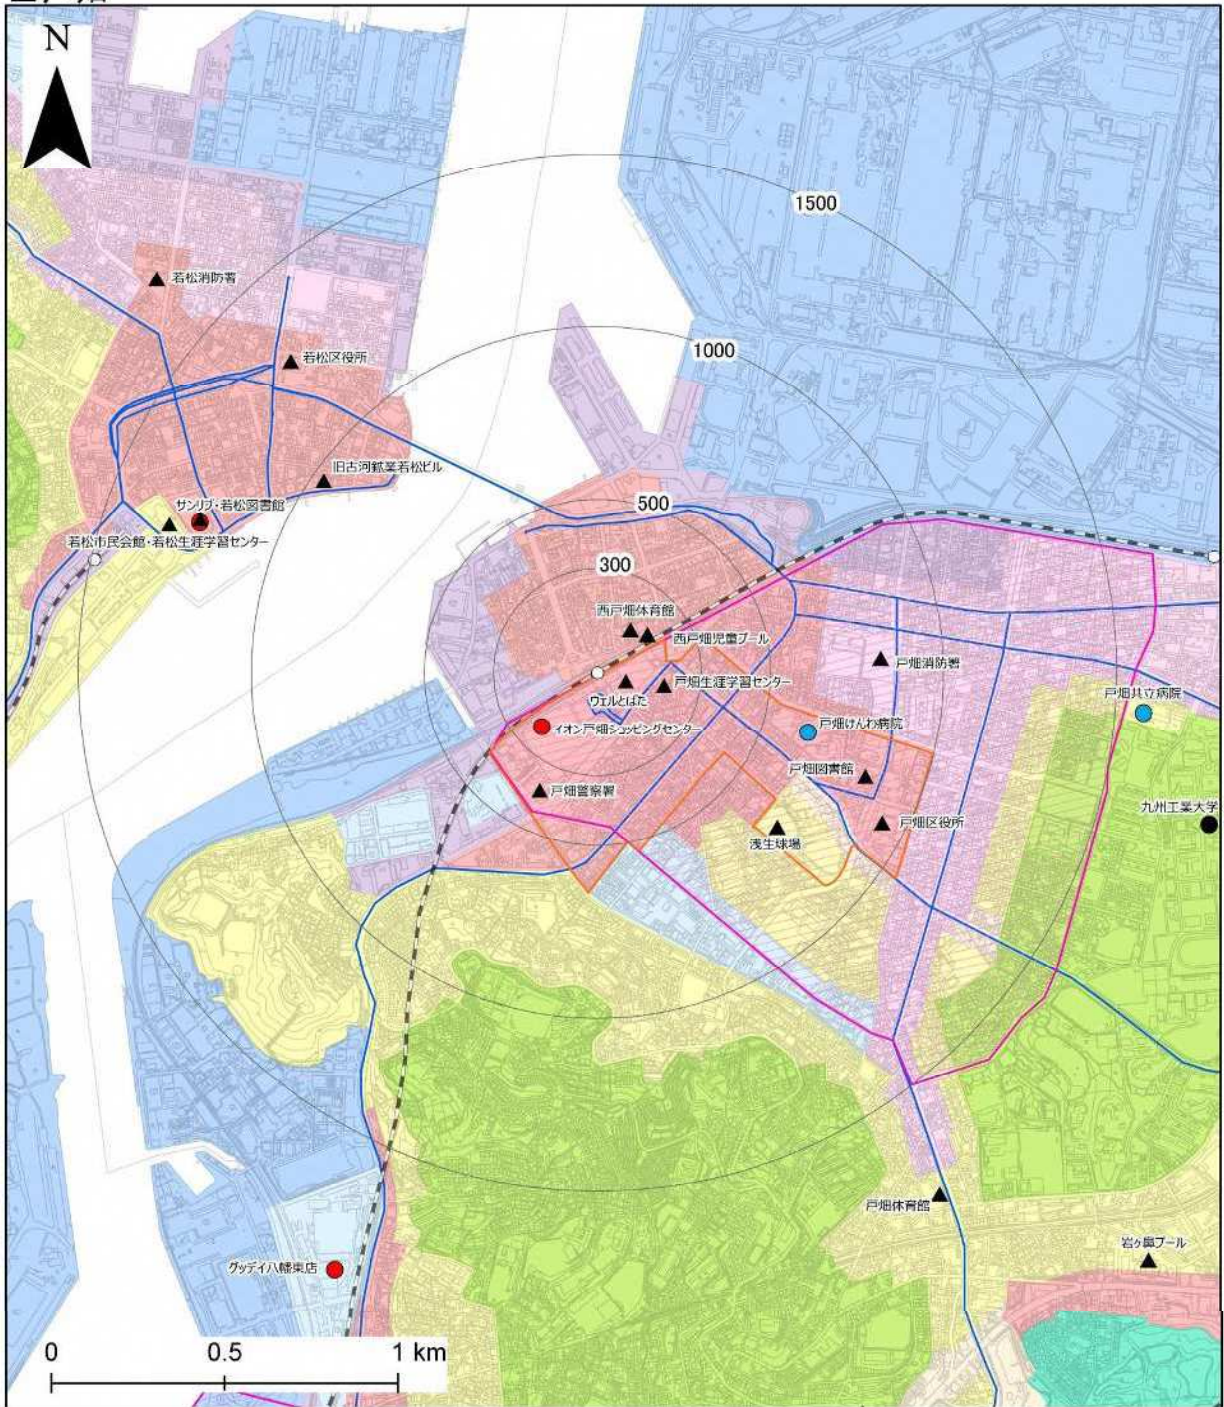 N
1500
若松消防署
1000
若松区役所
旧古河鉱業若松ビル
サンリブ・若松図書館
500
若松市民会館・若松生涯学習センター
300
西戸畑体育館
西戸畑児童プール
戸畑消防署
戸畑生涯学習センター
戸畑共立病院
ウェルとばた
イオン戸畑ショッピングセンター
戸畑けんわ病院
戸畑図書館
戸畑警察署
九州工業大学
戸畑区役所
浅生球場
戸畑体育館
岩ヶ鼻プール
グッデイ八幡東店
0 0.5 1 km